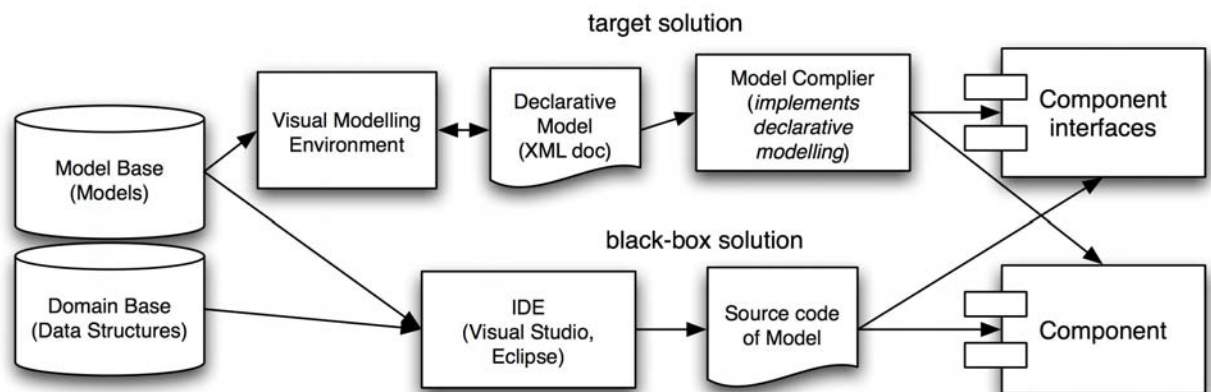 target solution
Model Base
(Models)
Domain Base
(Data Structures)
Visual Modelling
Environment
Declarative
Model
(XML doc)
Model Complier
(implements
declarative
modelling)
Component
interfaces
black-box solution
IDE
(Visual Studio,
Eclipse)
Source code
of Model
Component